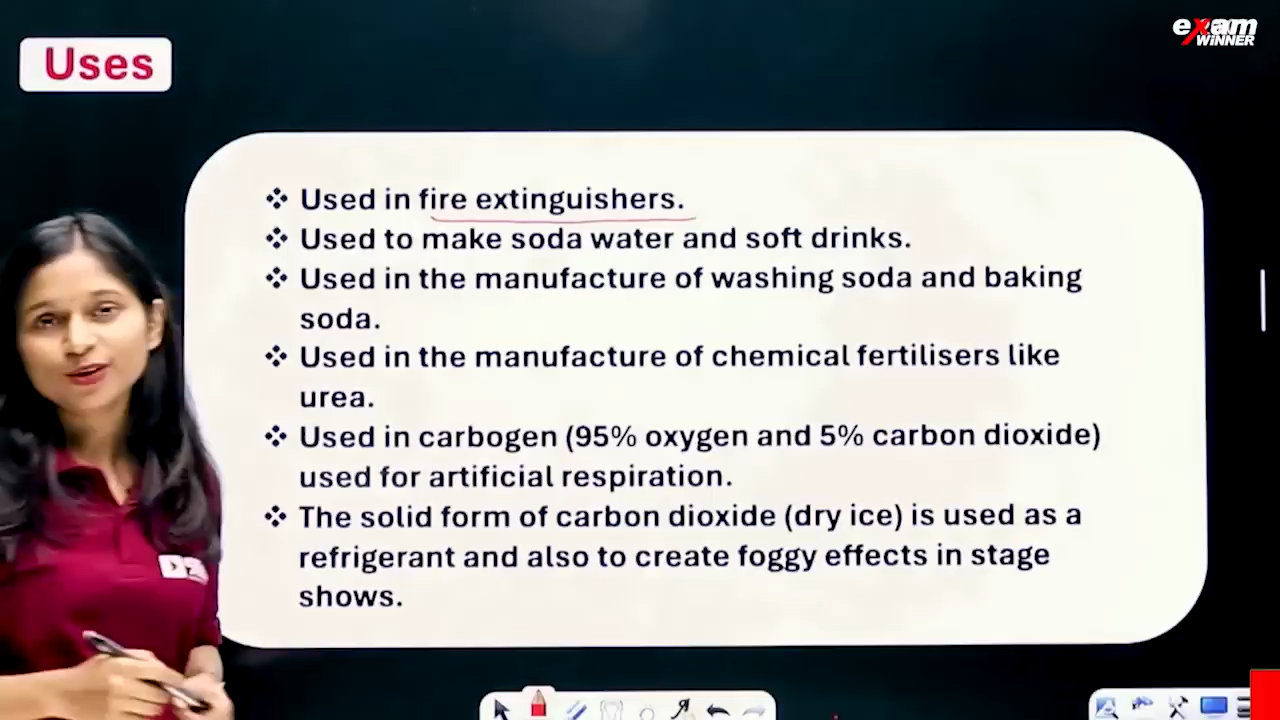 exam
WINNER
Uses
❖ Used in fire extinguishers.
❖ Used to make soda water and soft drinks.
❖ Used in the manufacture of washing soda and baking
soda.
❖ Used in the manufacture of chemical fertilisers like
urea.
❖ Used in carbogen (95% oxygen and 5% carbon dioxide)
used for artificial respiration.
❖ The solid form of carbon dioxide (dry ice) is used as a
refrigerant and also to create foggy effects in stage
shows.